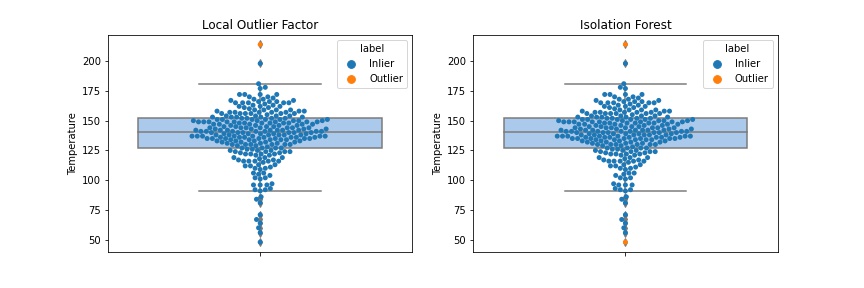 Local Outlier Factor
Temperature
200
175
150
125
100
75
50
label
Inlier
Outlier
Isolation Forest
Temperature
200
175
150
125
100
75
50
label
Inlier
Outlier